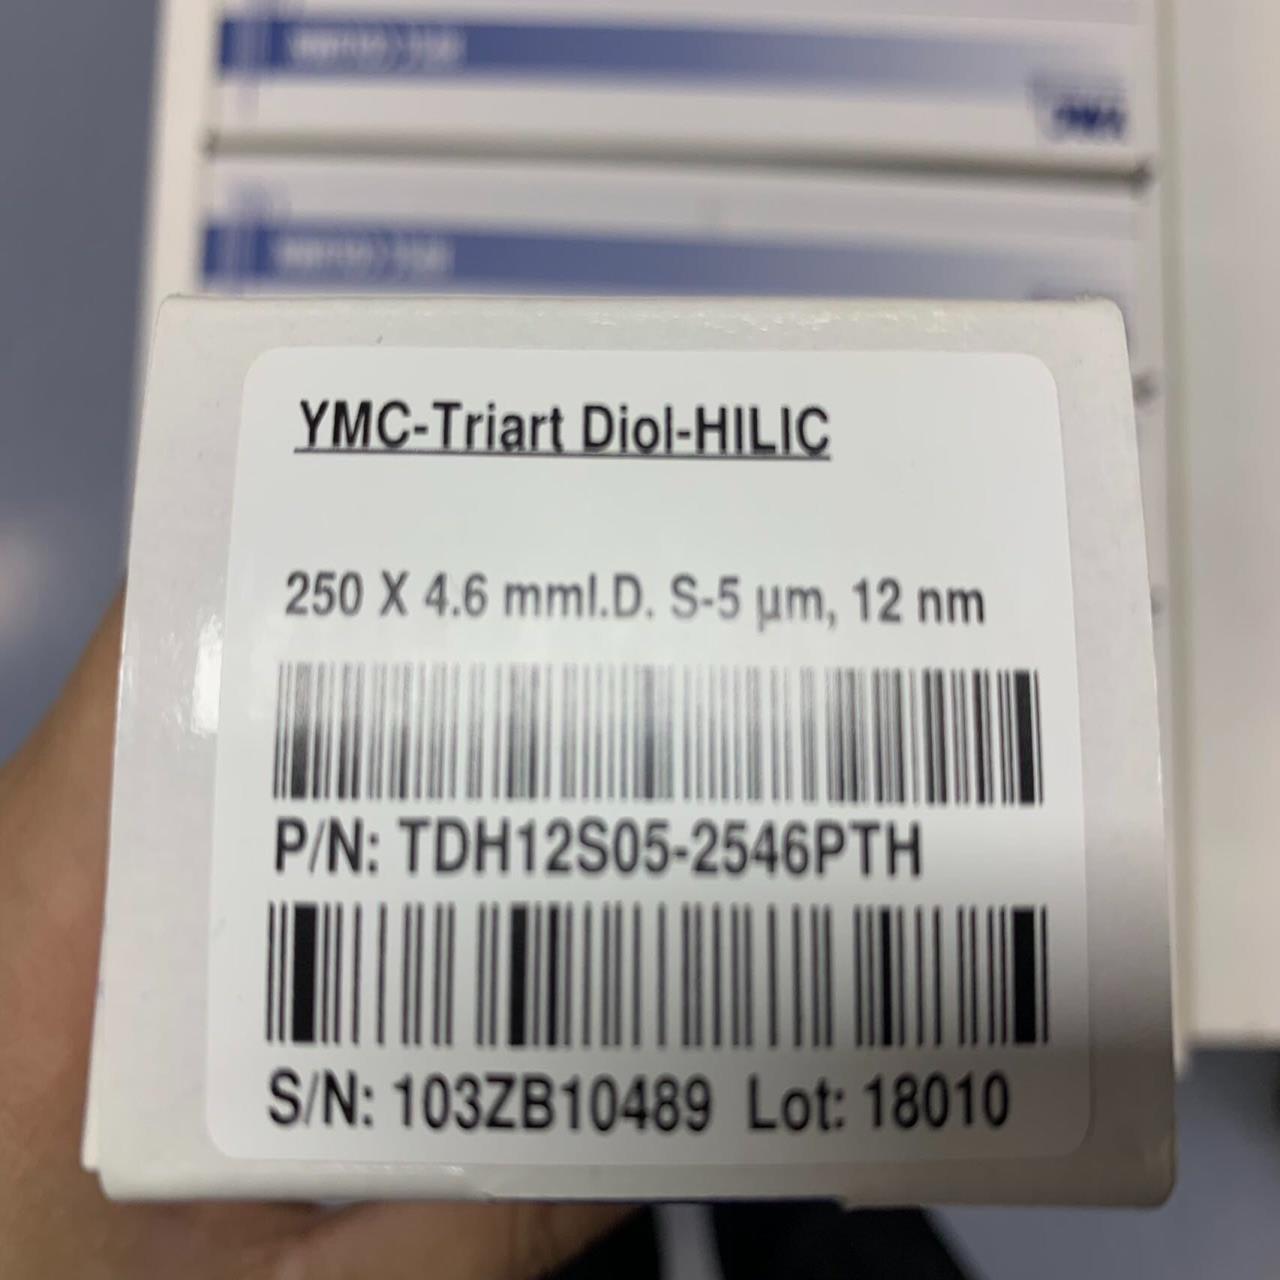 YMC-Triart Diol-HILIC
250 X 4.6 mmI.D. S-5 µm, 12 nm
P/N: TDH12S05-2546PTH
S/N: 103ZB10489 Lot: 18010